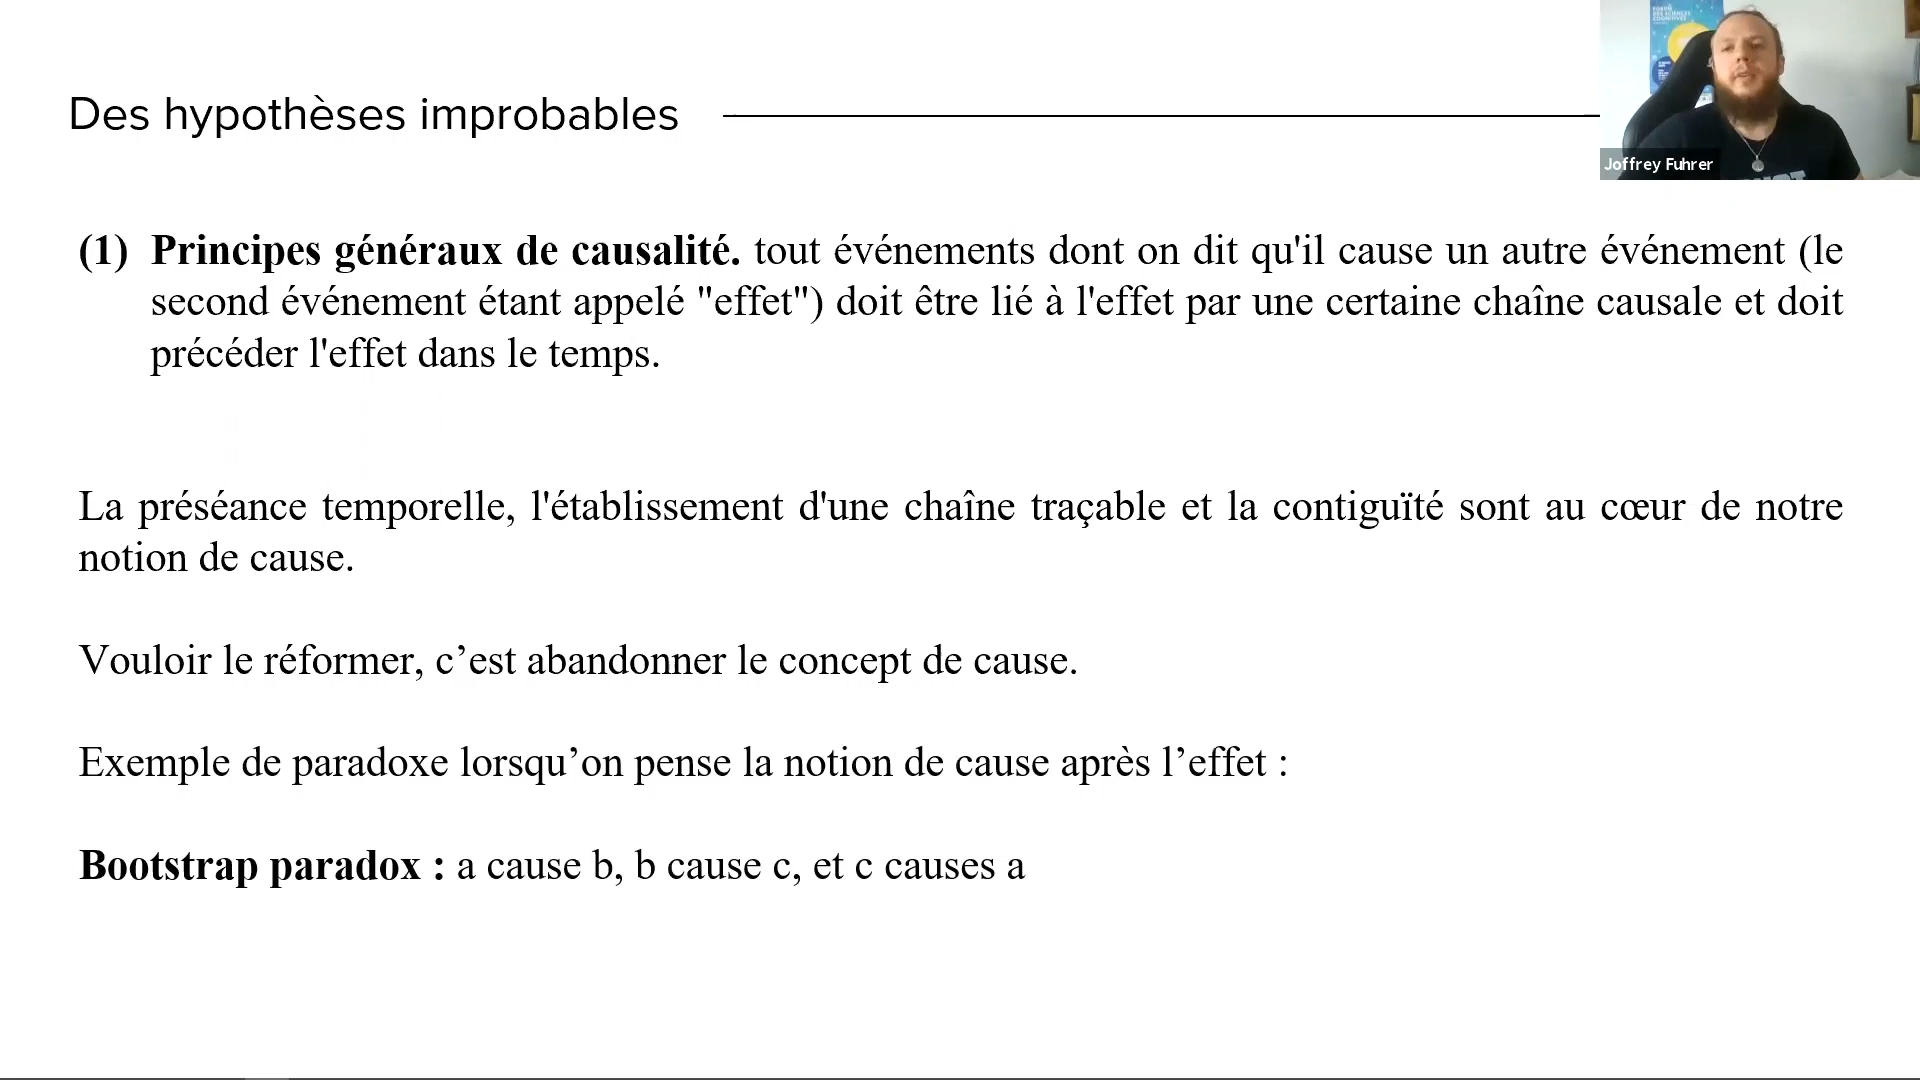 Des hypothèses improbables
FORUM
DES SCIENCES
COGNITIVES
Joffrey Fuhrer
(1) Principes généraux de causalité. tout événements dont on dit qu'il cause un autre événement (le
second événement étant appelé "effet") doit être lié à l'effet par une certaine chaîne causale et doit
précéder l'effet dans le temps.
La préséance temporelle, l'établissement d'une chaîne traçable et la contiguïté sont au cœur de notre
notion de cause.
Vouloir le réformer, c’est abandonner le concept de cause.
Exemple de paradoxe lorsqu’on pense la notion de cause après l’effet :
Bootstrap paradox : a cause b, b cause c, et c causes a